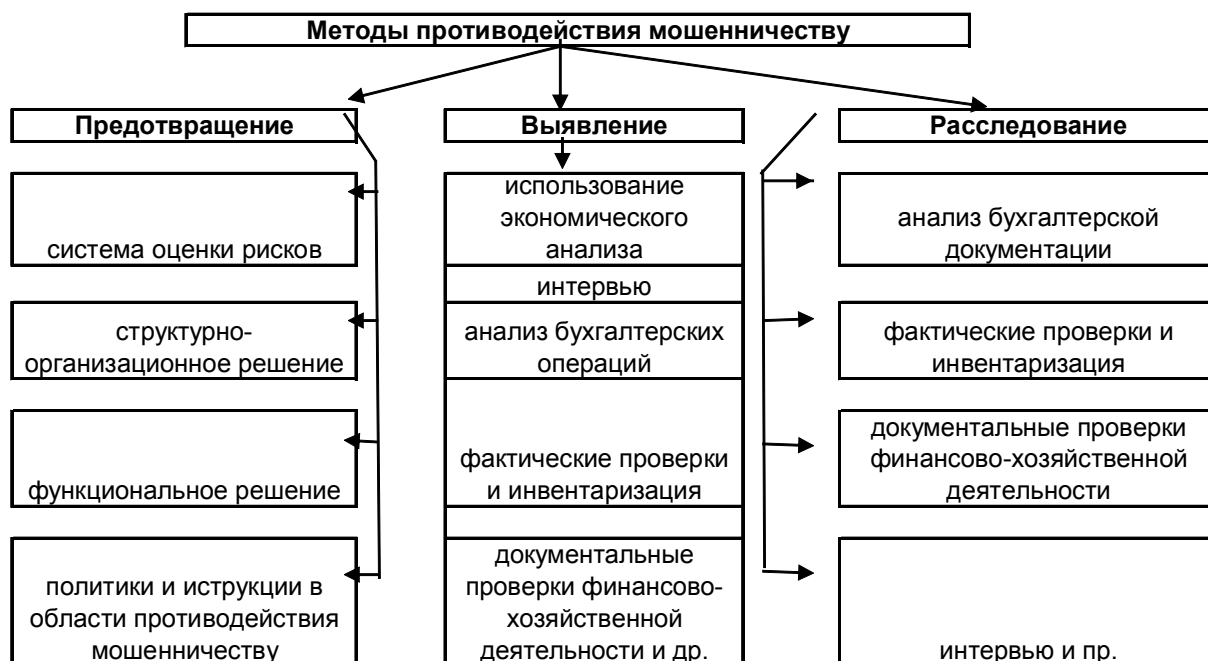 Методы противодействия мошенничеству
Предотвращение
система оценки рисков
структурно-
организационное решение
функциональное решение
политики и иструкции в
области противодействия
мошенничеству
Выявление
использование
экономического
анализа
интервью
анализ бухгалтерских
операций
фактические проверки
и инвентаризация
документальные
проверки финансово-
хозяйственной
деятельности и др.
Расследование
анализ бухгалтерской
документации
фактические проверки и
инвентаризация
документальные проверки
финансово-хозяйственной
деятельности
интервью и пр.